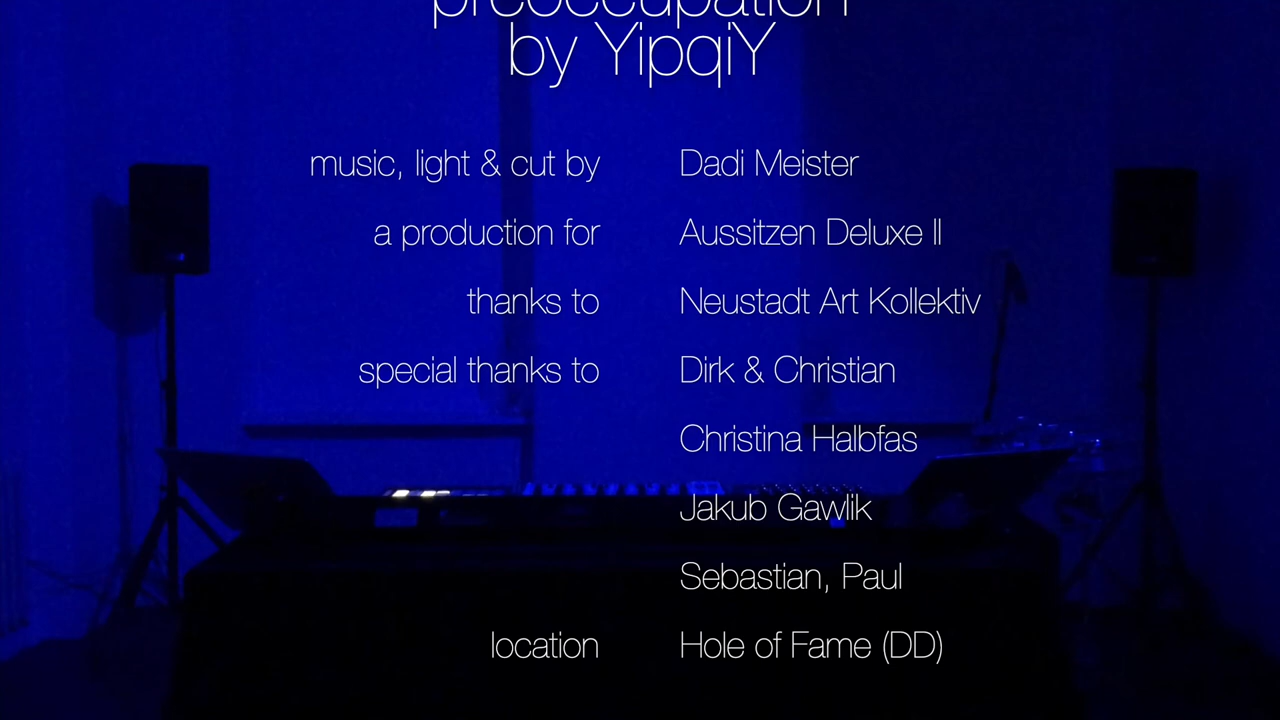 preoccupation
by YipqiY
music, light & cut by Dadi Meister
a production for Aussitzen Deluxe II
thanks to Neustadt Art Kollektiv
special thanks to Dirk & Christian
Christina Halbfas
Jakub Gawlik
Sebastian, Paul
location Hole of Fame (DD)